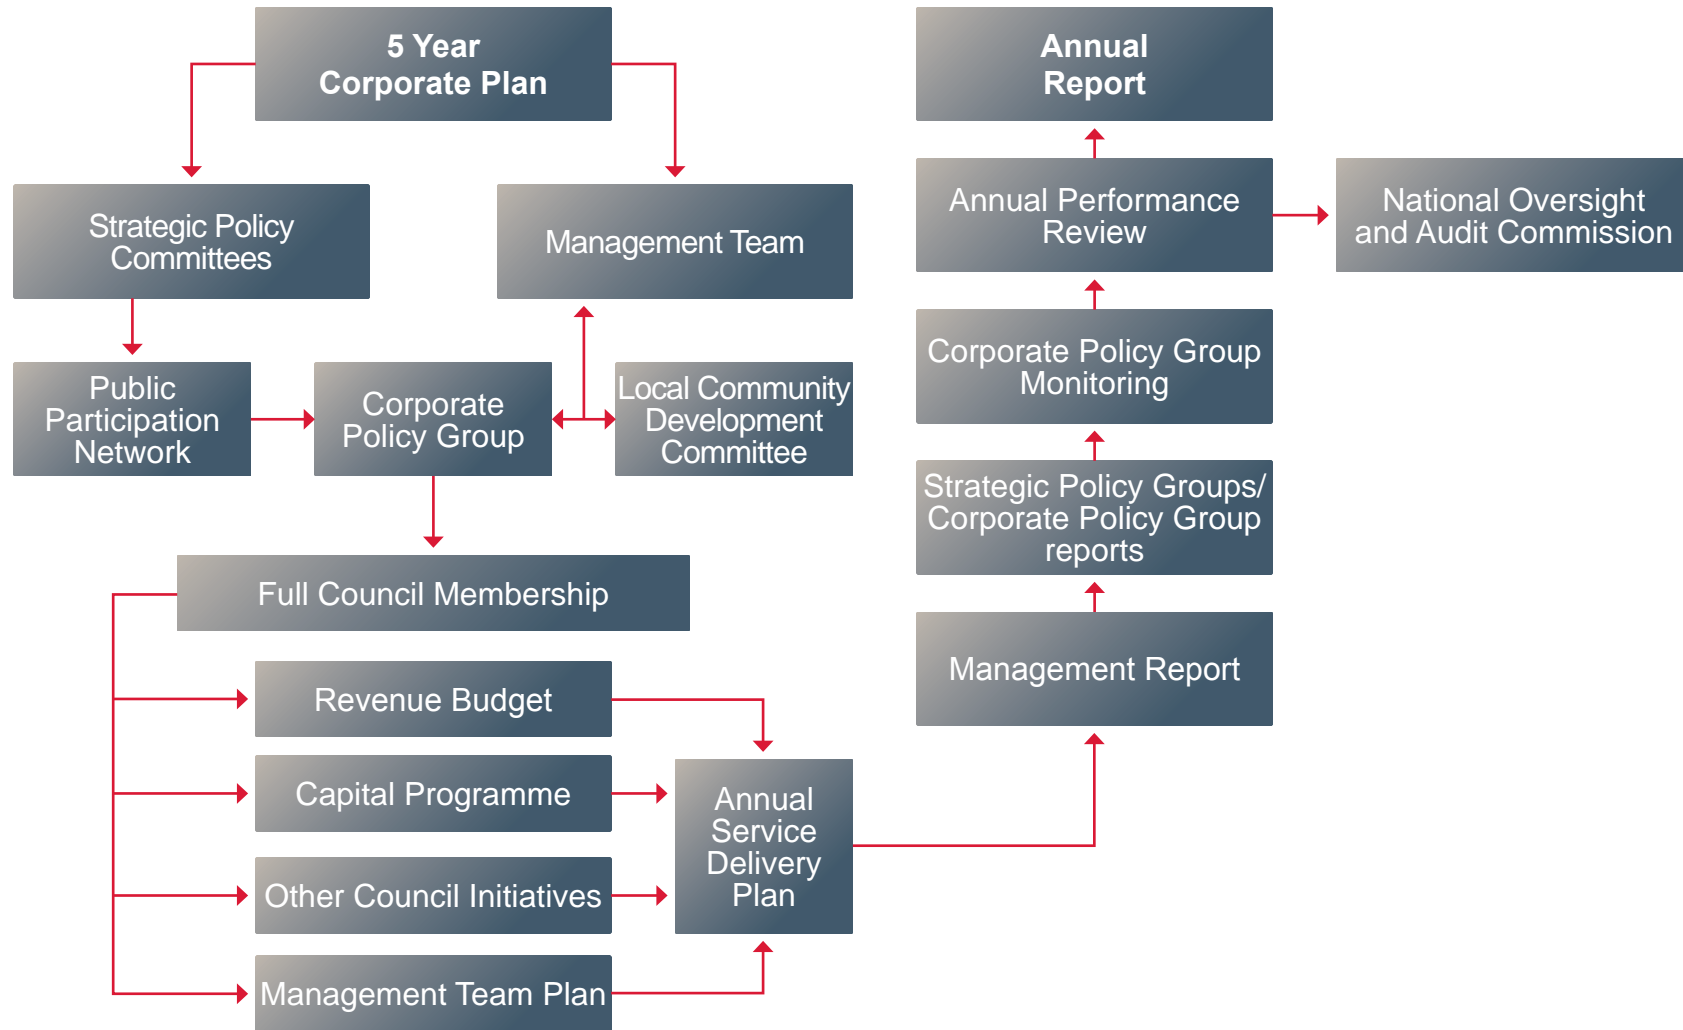 5 Year
Corporate Plan
Strategic Policy
Committees
Management Team
Public
Participation
Network
Corporate
Policy Group
Local Community
Development
Committee
Full Council Membership
Revenue Budget
Capital Programme
Other Council Initiatives
Management Team Plan
Annual
Service
Delivery
Plan
Annual
Report
Annual Performance
Review
National Oversight
and Audit Commission
Corporate Policy Group
Monitoring
Strategic Policy Groups/
Corporate Policy Group
reports
Management Report